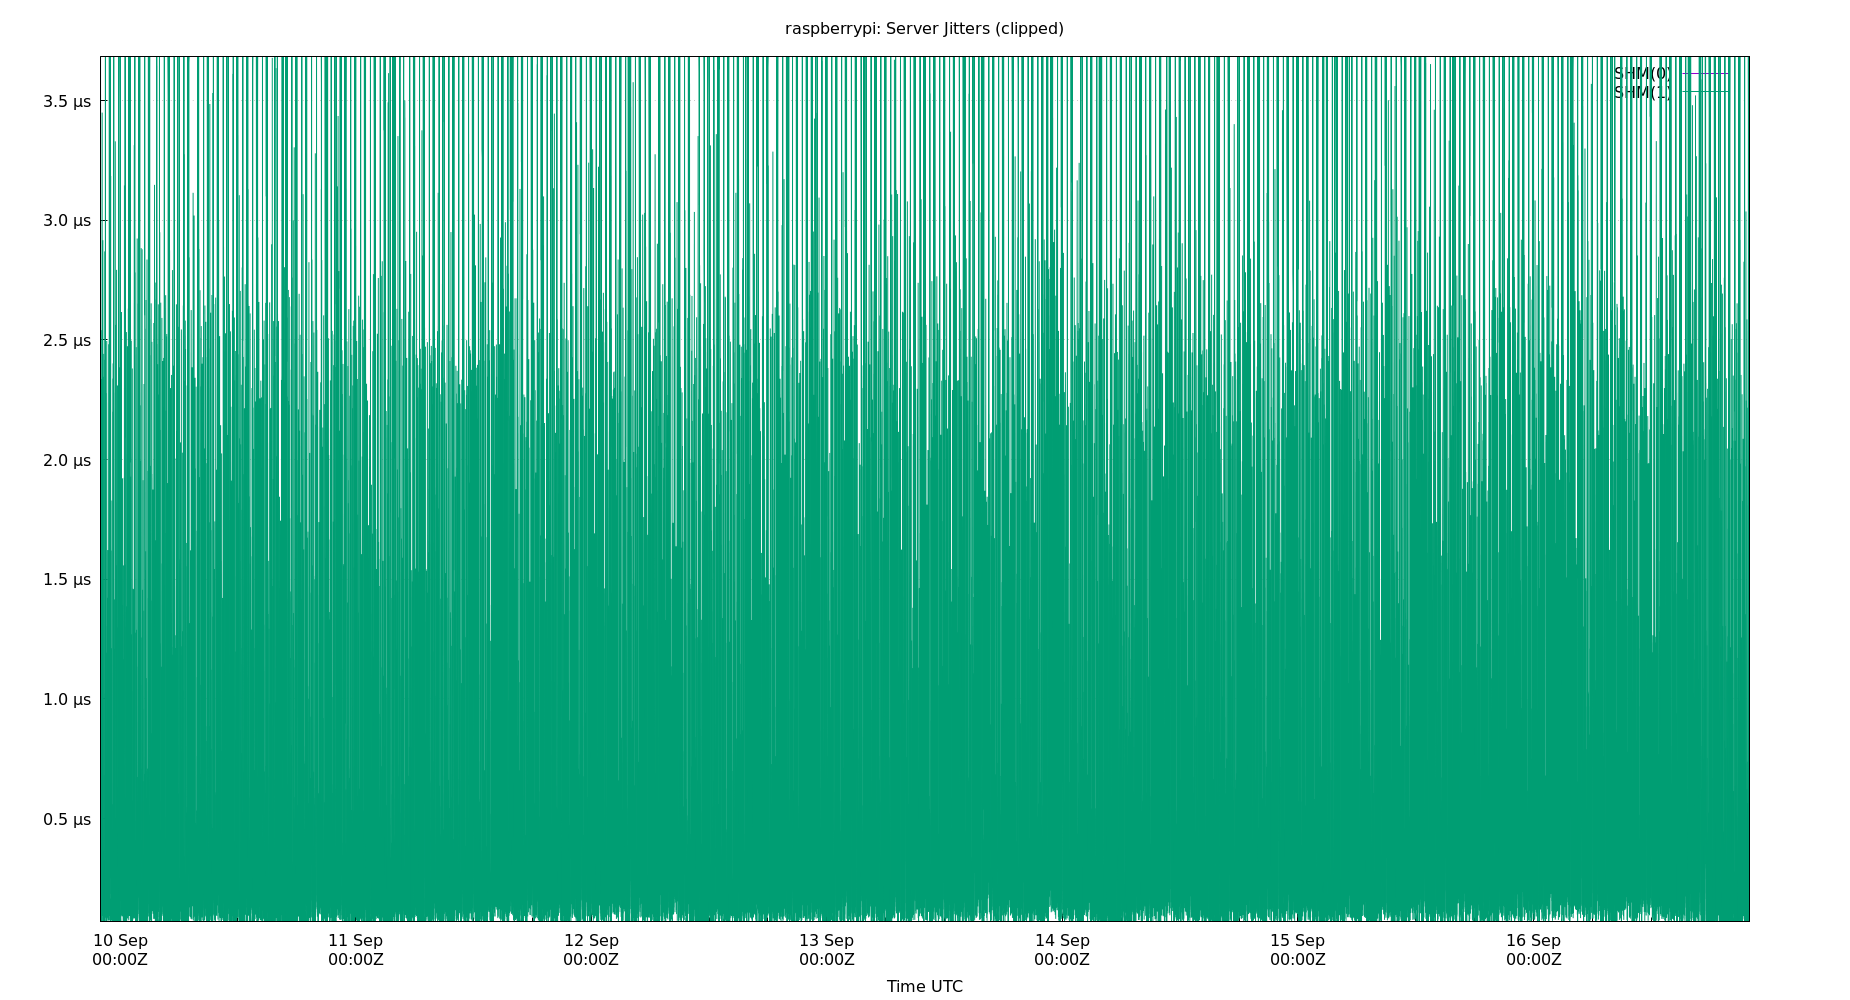 raspberrypi: Server Jitters (clipped)
SHM(0)
SHM(1)
3.5 μs
3.0 μs
2.5 μs
2.0 μs
1.5 μs
1.0 μs
0.5 μs
10 Sep 11 Sep 12 Sep 13 Sep 14 Sep 15 Sep 16 Sep
00:00Z 00:00Z 00:00Z 00:00Z 00:00Z 00:00Z 00:00Z
Time UTC